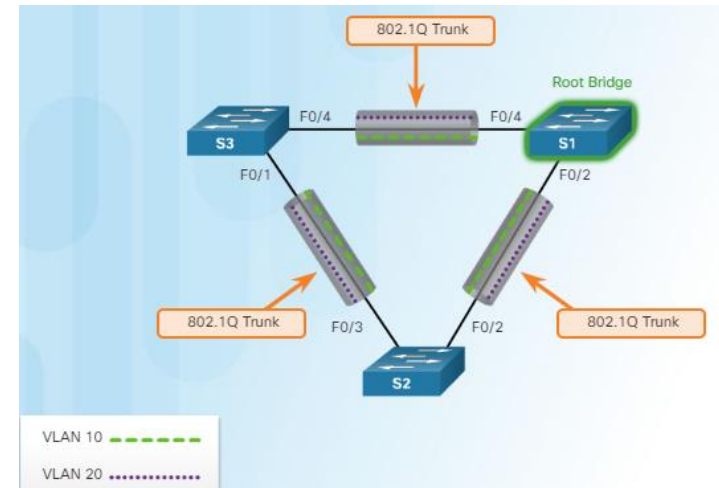 802.1Q Trunk
Root Bridge
F0/4
F0/4
S3
S1
F0/1
F0/2
802.1Q Trunk
F0/3
F0/2
802.1Q Trunk
S2
VLAN 10
VLAN 20